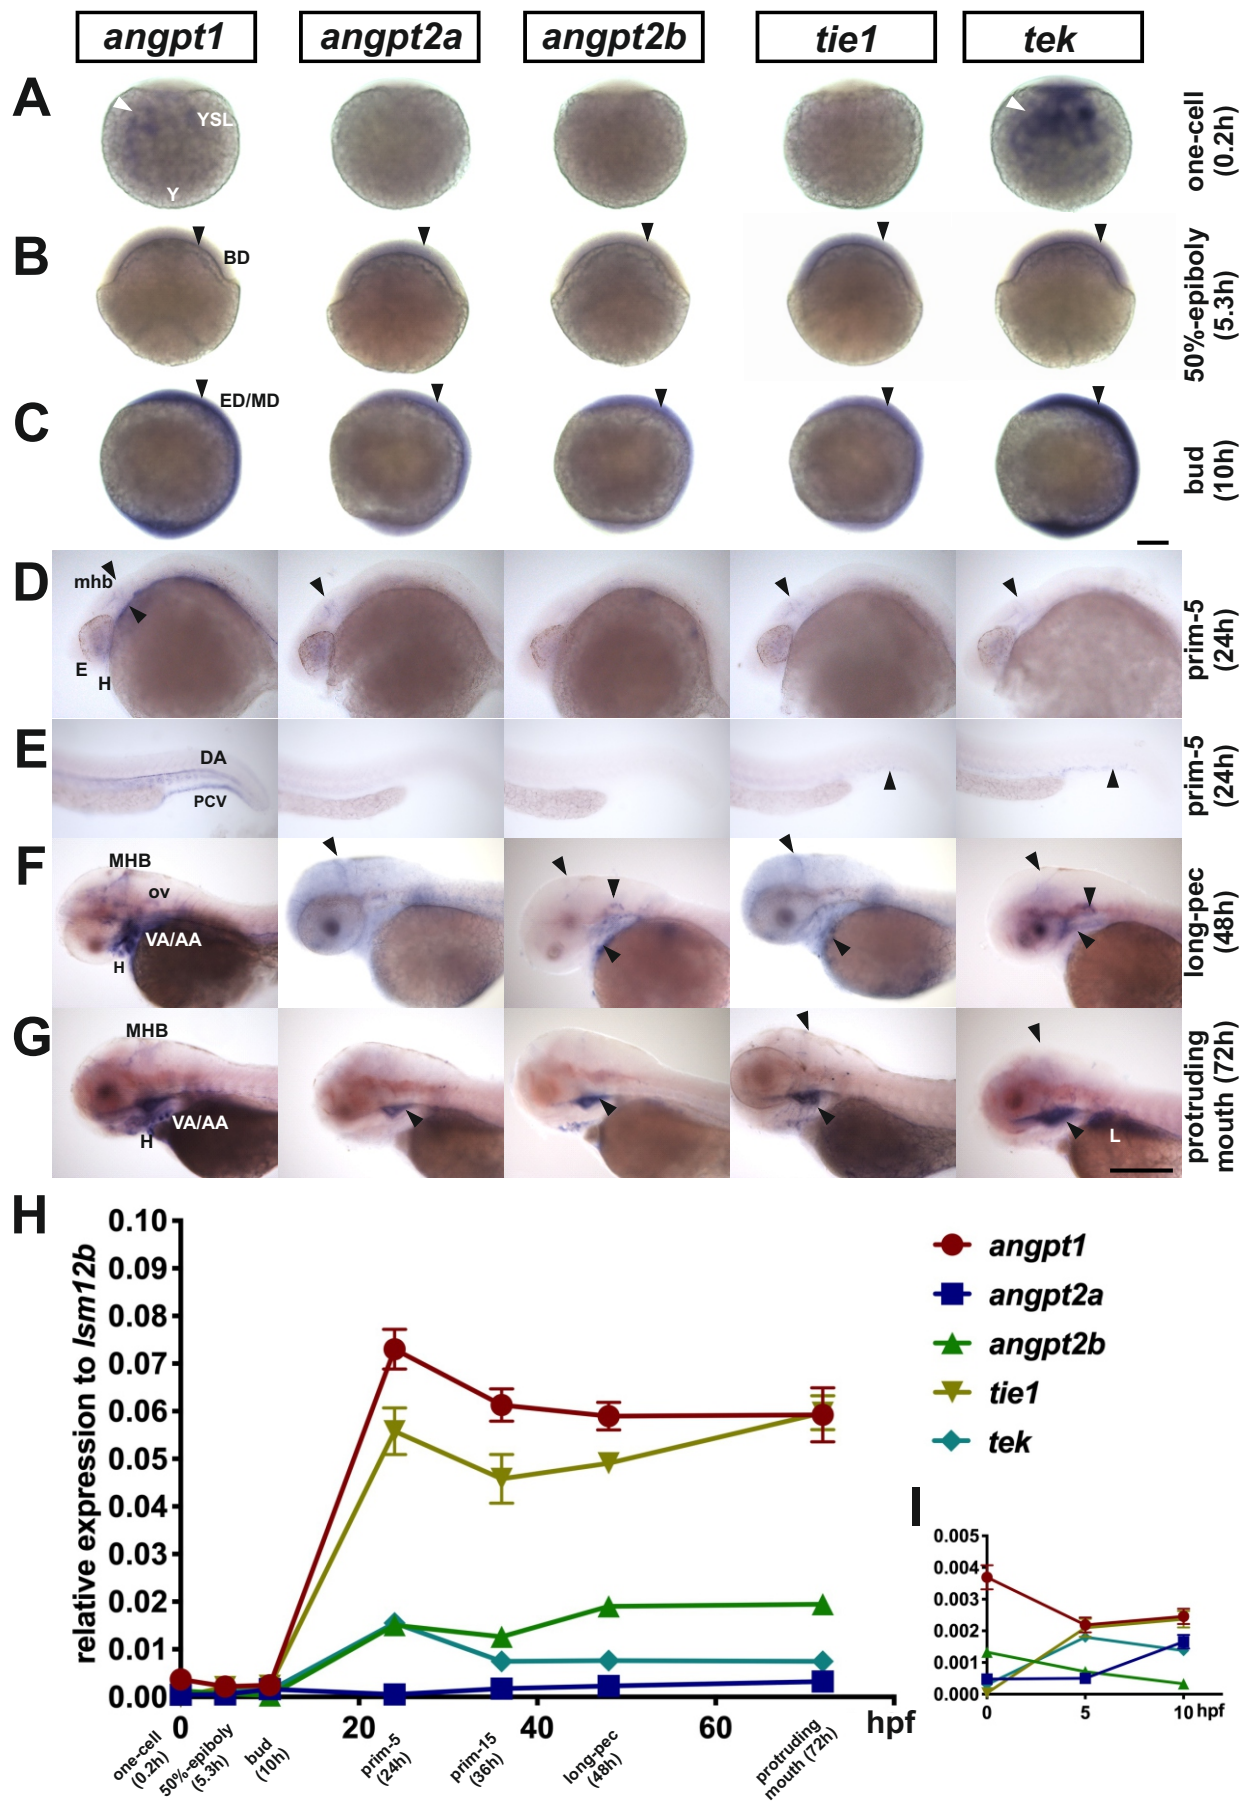 angpt1 angpt2a angpt2b tie1 tek
A
YSL
Y
one-cell
(0.2h)
B
BD
50%-epiboly
(5.3h)
C
ED/MD
bud
(10h)
D
mhb
E
H
prim-5
(24h)
E
DA
PCV
prim-5
(24h)
F
MHB
ov
VA/AA
H
long-pec
(48h)
G
MHB
VA/AA
H
L
protruding
mouth (72h)
H
relative expression to lsm12b
0.10
0.09
0.08
0.07
0.06
0.05
0.04
0.03
0.02
0.01
0.00
0 20 40 60 hpf
one-cell
(0.2h)
50%-epiboly
(5.3h)
bud
(10h)
prim-5
(24h)
prim-15
(36h)
long-pec
(48h)
protruding
mouth (72h)
angpt1
angpt2a
angpt2b
tie1
tek
I
0.005
0.004
0.003
0.002
0.001
0.000
0 5 10 hpf